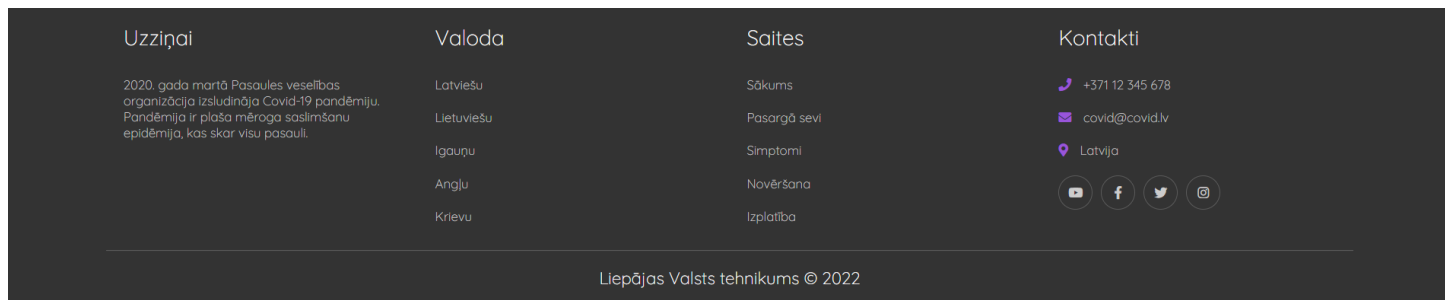 Uzziņai
2020. gada martā Pasaules veselības
organizācija izsludināja Covid-19 pandēmiju.
Pandēmija ir plaša mēroga saslimšanu
epidēmija, kas skar visu pasauli.
Valoda
Latviešu
Lietuviešu
Igauņu
Angļu
Krievu
Saites
Sākums
Pasargā sevi
Simptomi
Novēršana
Izplatība
Kontakti
+371 12 345 678
covid@covid.lv
Latvija
Liepājas Valsts tehnikums © 2022